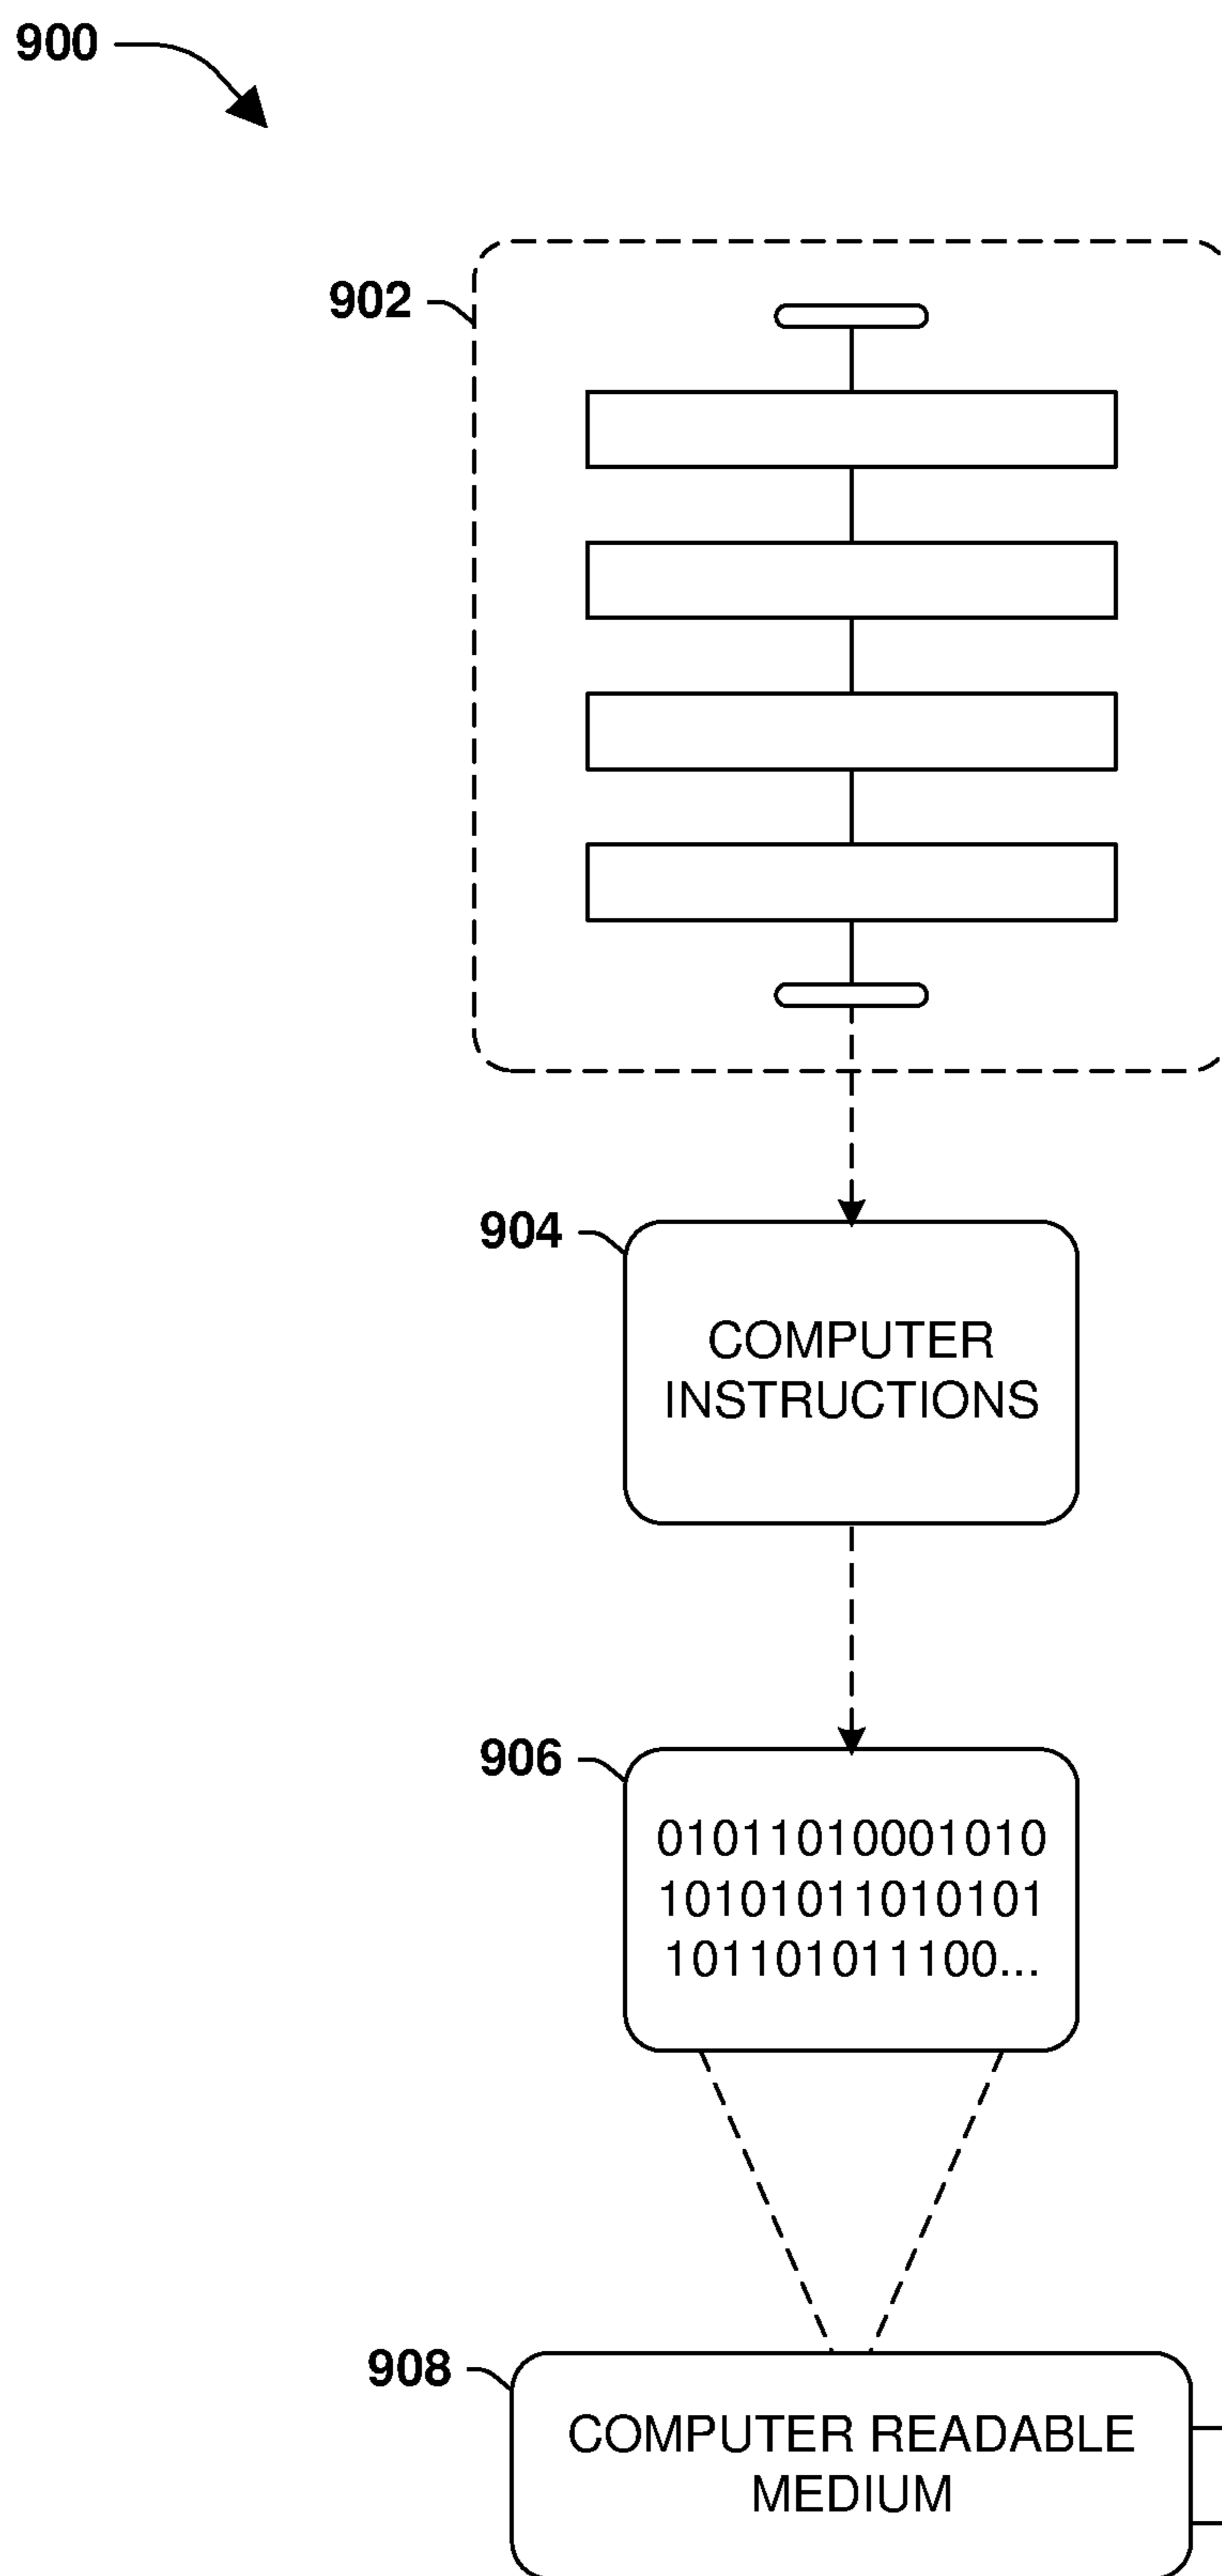 900
902
904
COMPUTER
INSTRUCTIONS
906
01011010001010
10101011010101
101101011100...
908
COMPUTER READABLE
MEDIUM